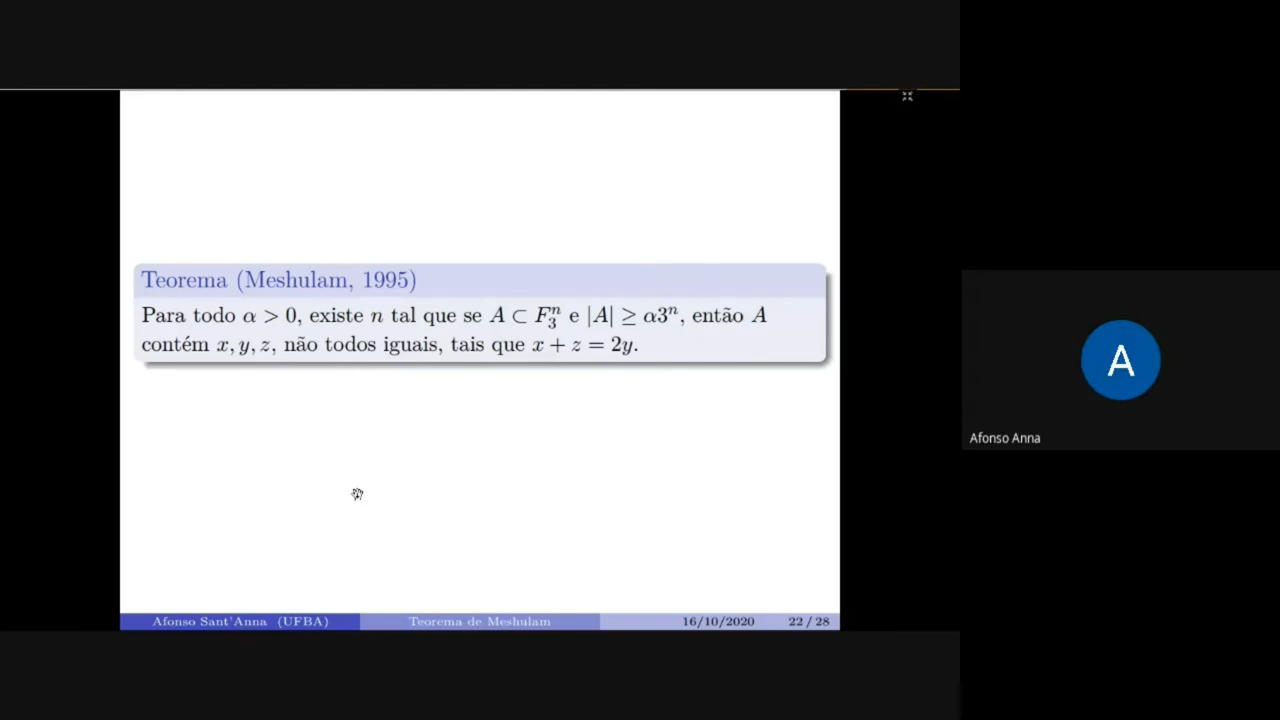 Teorema (Meshulam, 1995)
Para todo α > 0, existe n tal que se A ⊂ F₃ⁿ e |A| ≥ α3ⁿ, então A
contém x, y, z, não todos iguais, tais que x + z = 2y.
A
Afonso Anna
Afonso Sant'Anna (UFBA) Teorema de Meshulam 16/10/2020 22 / 28